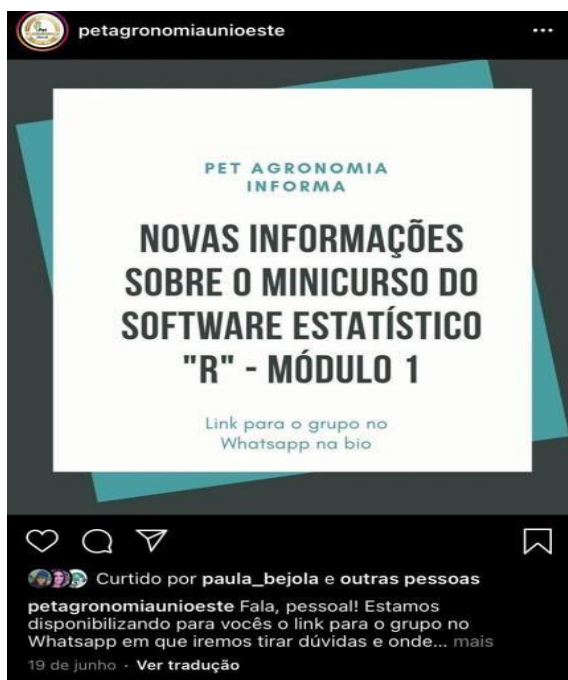 petagronomiaunioeste
PET AGRONOMIA
INFORMA
NOVAS INFORMAÇÕES
SOBRE O MINICURSO DO
SOFTWARE ESTATÍSTICO
"R" - MÓDULO 1
Link para o grupo no
Whatsapp na bio
Curtido por paula_bejola e outras pessoas
petagronomiaunioeste Fala, pessoal! Estamos
disponibilizando para vocês o link para o grupo no
Whatsapp em que iremos tirar dúvidas e onde... mais
19 de junho · Ver tradução